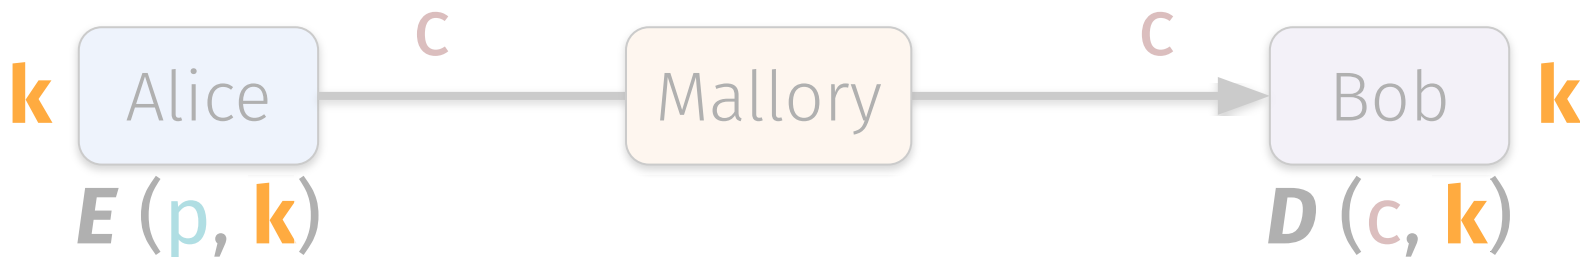 c c
k Alice Mallory Bob k
E (p, k) D (c, k)